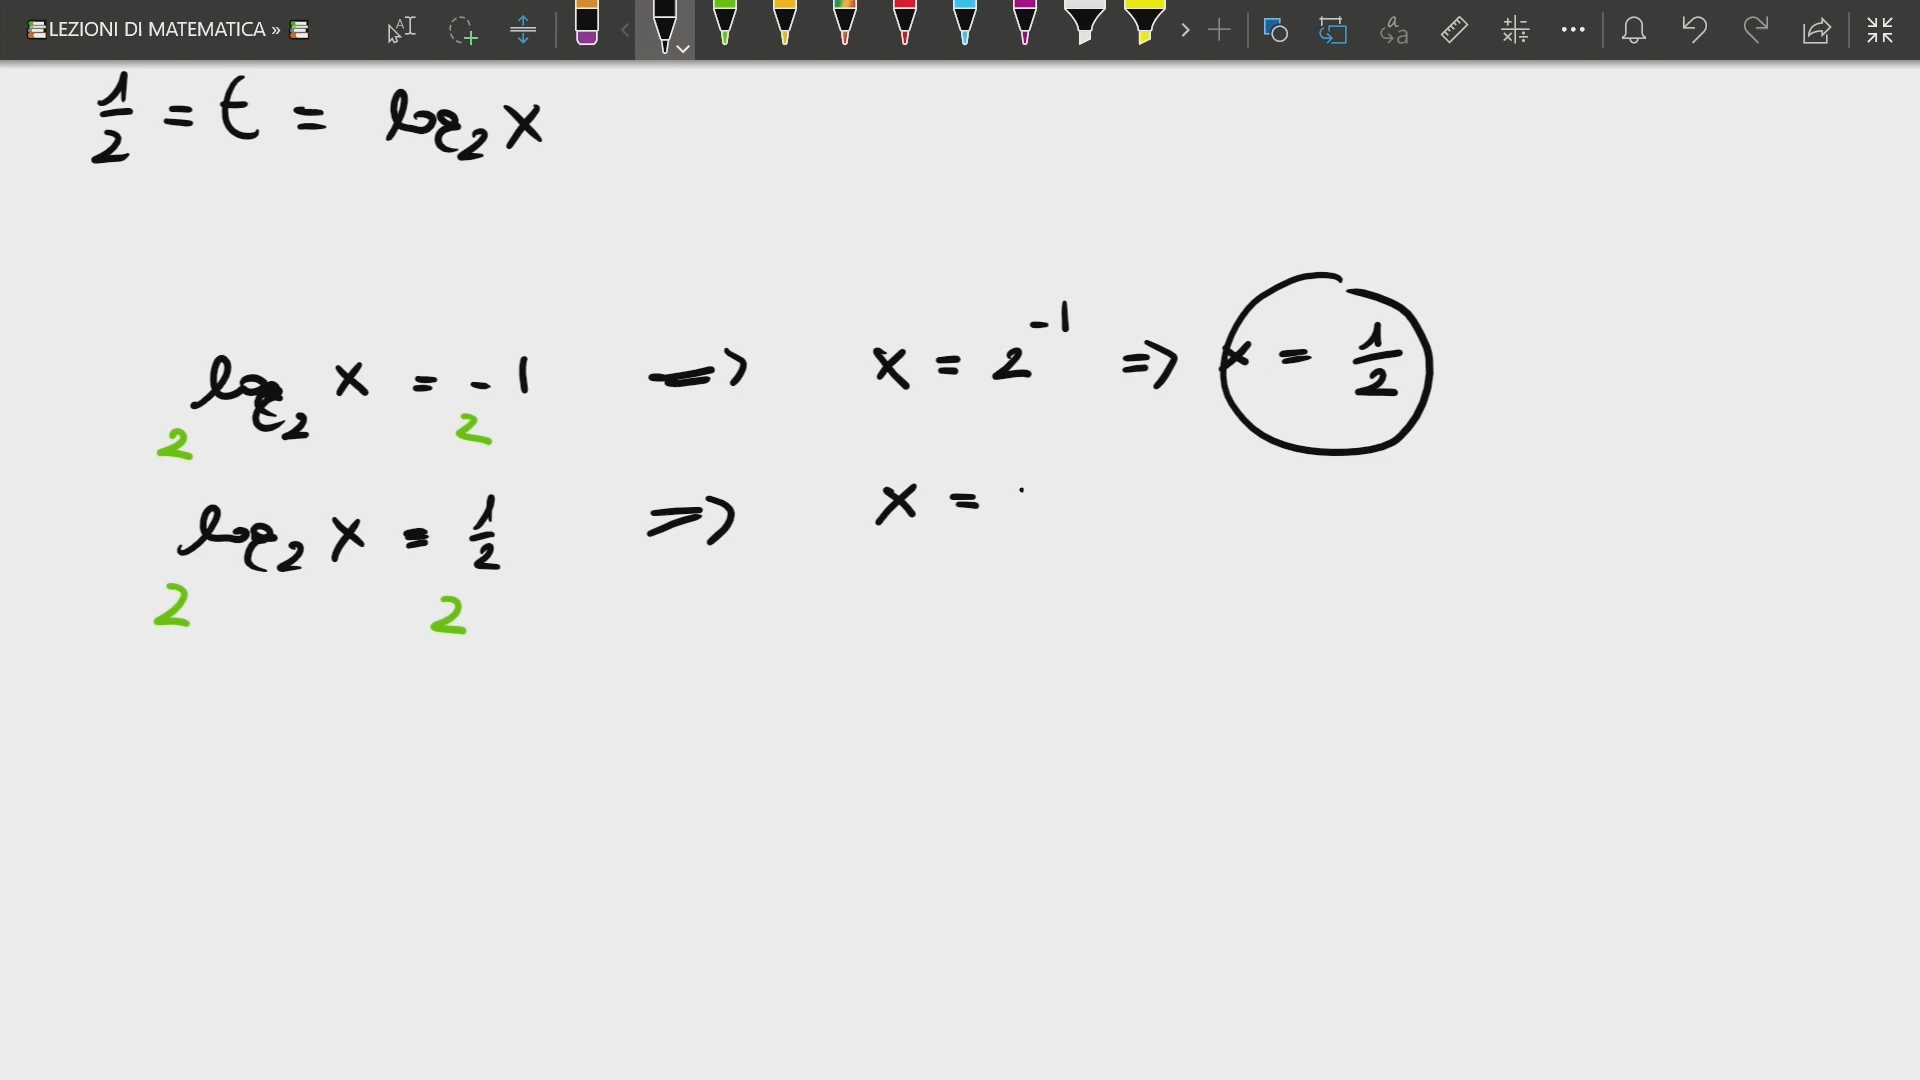 LEZIONI DI MATEMATICA »
1/2 = t = log₂ x
log₂ x = -1 => x = 2⁻¹ => x = 1/2
2 2
log₂ x = 1/2 => x =
2 2